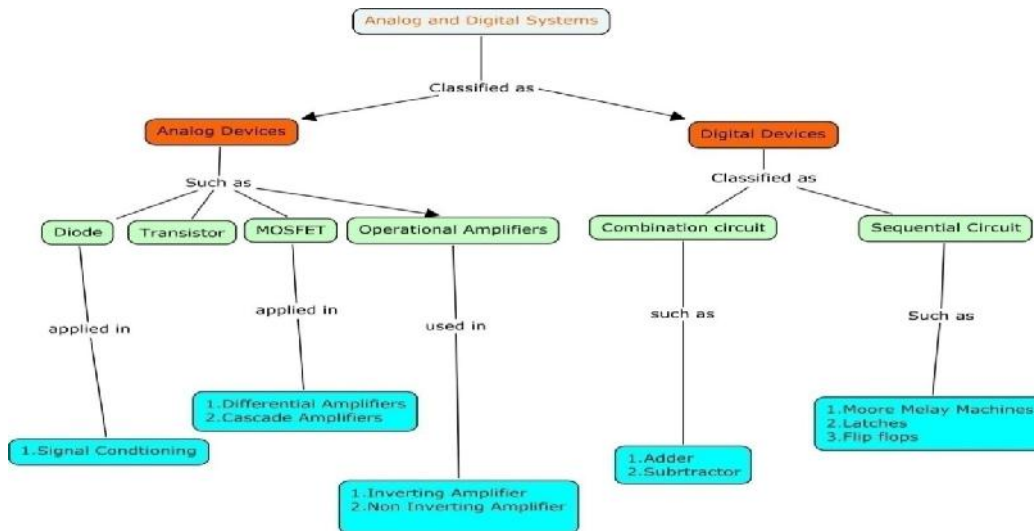 Analog and Digital Systems
Classified as
Analog Devices
Digital Devices
Such as
Classified as
Diode
Transistor
MOSFET
Operational Amplifiers
Combination circuit
Sequential Circuit
applied in
applied in
used in
such as
Such as
1.Differential Amplifiers
2.Cascade Amplifiers
1.Moore Melay Machines
2.Latches
3.Flip flops
1.Signal Condtioning
1.Adder
2.Subrtractor
1.Inverting Amplifier
2.Non Inverting Amplifier